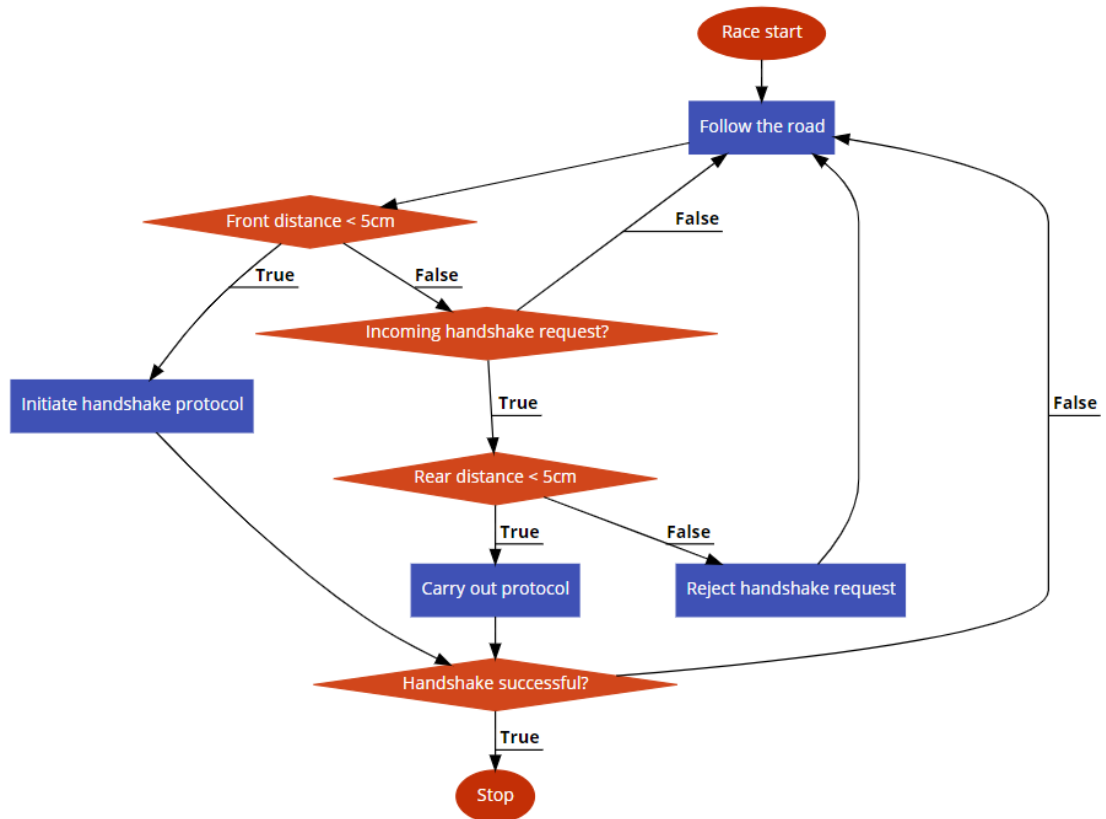 Race start
Follow the road
Front distance < 5cm
False
True
False
Incoming handshake request?
Initiate handshake protocol
True
False
Rear distance < 5cm
True
False
Carry out protocol
Reject handshake request
Handshake successful?
True
Stop